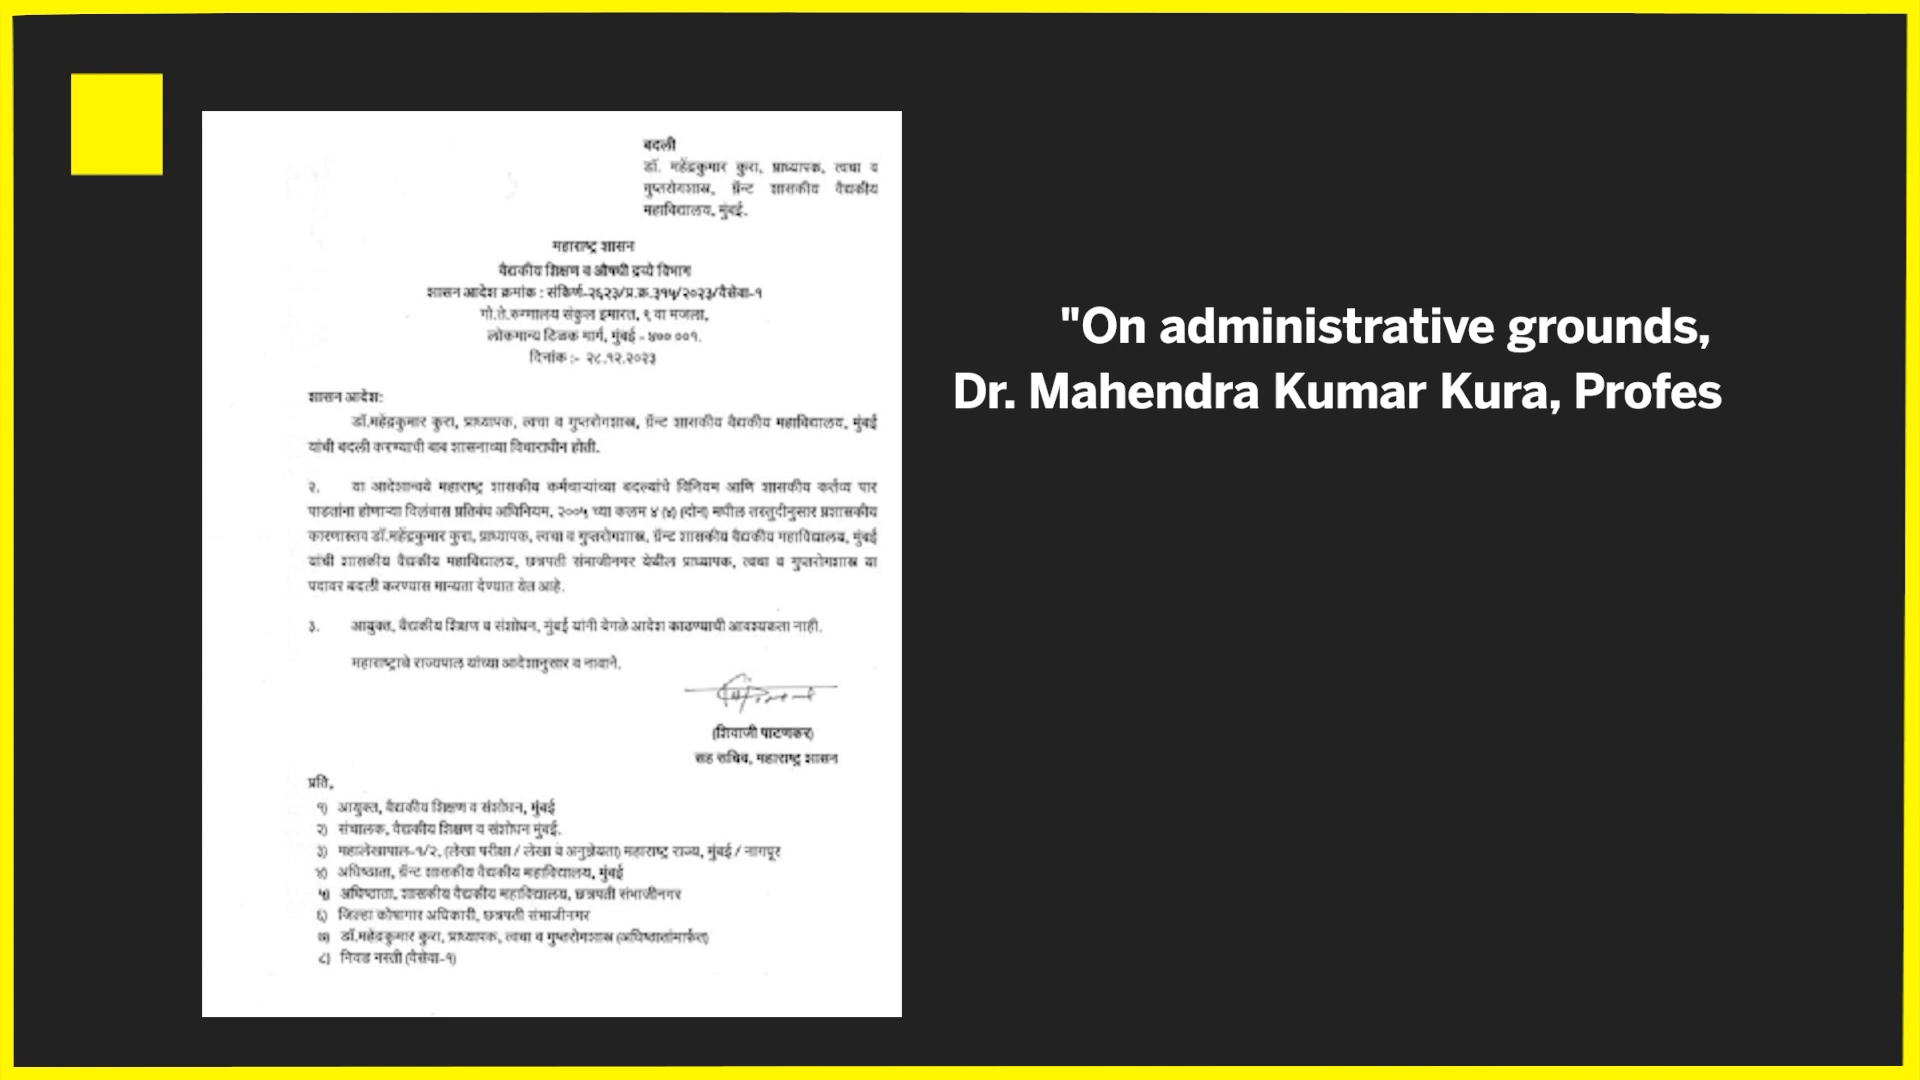 बदली
डॉ. महेंद्रकुमार कुरा, प्राध्यापक, त्वचा व
गुप्तरोगशास्त्र, ग्रॅन्ट शासकीय वैद्यकीय
महाविद्यालय, मुंबई.
महाराष्ट्र शासन
वैद्यकीय शिक्षण व औषधी द्रव्ये विभाग
शासन आदेश क्रमांक : संकिर्ण-२६२३/प्र.क्र.३१५/२०२३/वैसेवा-१
गो.ते.रुग्णालय संकुल इमारत, ९ वा मजला,
लोकमान्य टिळक मार्ग, मुंबई - ४०० ००१.
दिनांक :- २८.१२.२०२३
शासन आदेश:
डॉ.महेंद्रकुमार कुरा, प्राध्यापक, त्वचा व गुप्तरोगशास्त्र, ग्रॅन्ट शासकीय वैद्यकीय महाविद्यालय, मुंबई
यांची बदली करण्याची बाब शासनाच्या विचाराधीन होती.
२. या आदेशान्वये महाराष्ट्र शासकीय कर्मचाऱ्यांच्या बदल्यांचे विनियम आणि शासकीय कर्तव्य पार
पाडतांना होणाऱ्या विलंबास प्रतिबंध अधिनियम, २००५ च्या कलम ४ (४) (दोन) मधील तरतुदीनुसार प्रशासकीय
कारणास्तव डॉ.महेंद्रकुमार कुरा, प्राध्यापक, त्वचा व गुप्तरोगशास्त्र, ग्रॅन्ट शासकीय वैद्यकीय महाविद्यालय, मुंबई
यांची शासकीय वैद्यकीय महाविद्यालय, छत्रपती संभाजीनगर येथील प्राध्यापक, त्वचा व गुप्तरोगशास्त्र या
पदावर बदली करण्यास मान्यता देण्यात येत आहे.
३. आयुक्त, वैद्यकीय शिक्षण व संशोधन, मुंबई यांनी वेगळे आदेश काढण्याची आवश्यकता नाही.
महाराष्ट्राचे राज्यपाल यांच्या आदेशानुसार व नावाने.
(शिवाजी पाटणकर)
सह सचिव, महाराष्ट्र शासन
प्रति,
१) आयुक्त, वैद्यकीय शिक्षण व संशोधन, मुंबई
२) संचालक, वैद्यकीय शिक्षण व संशोधन मुंबई.
३) महालेखापाल-१/२, (लेखा परीक्षा / लेखा व अनुज्ञेयता) महाराष्ट्र राज्य, मुंबई / नागपूर
४) अधिष्ठाता, ग्रॅन्ट शासकीय वैद्यकीय महाविद्यालय, मुंबई
५) अधिष्ठाता, शासकीय वैद्यकीय महाविद्यालय, छत्रपती संभाजीनगर
६) जिल्हा कोषागार अधिकारी, छत्रपती संभाजीनगर
७) डॉ.महेंद्रकुमार कुरा, प्राध्यापक, त्वचा व गुप्तरोगशास्त्र (अधिष्ठातांमार्फत)
८) निवड नस्ती (वैसेवा-१)
"On administrative grounds,
Dr. Mahendra Kumar Kura, Profes